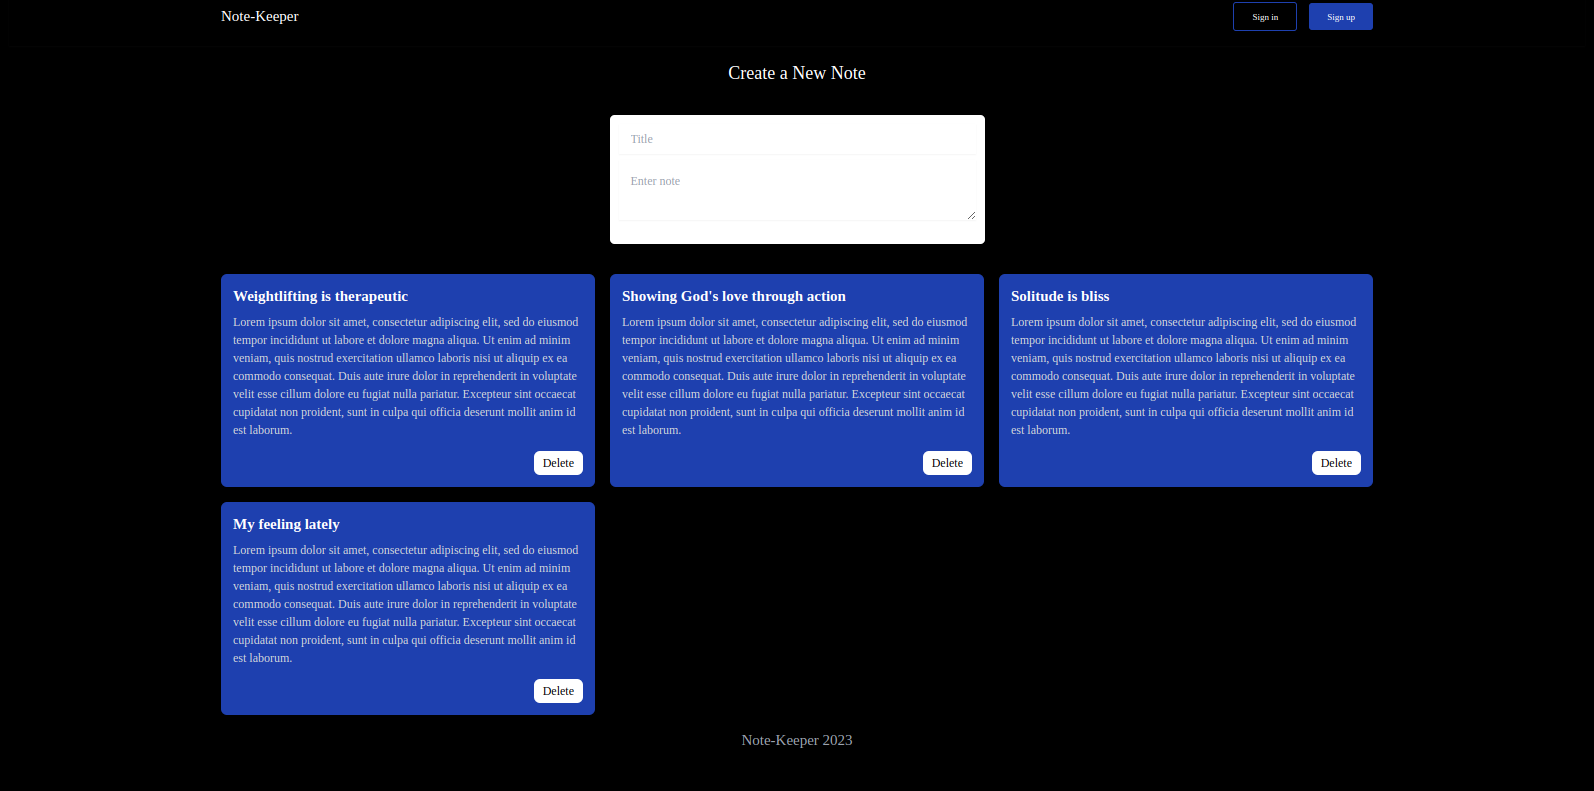 Note-Keeper
Sign in
Sign up
Create a New Note
Title
Enter note
Weightlifting is therapeutic
Lorem ipsum dolor sit amet, consectetur adipiscing elit, sed do eiusmod
tempor incididunt ut labore et dolore magna aliqua. Ut enim ad minim
veniam, quis nostrud exercitation ullamco laboris nisi ut aliquip ex ea
commodo consequat. Duis aute irure dolor in reprehenderit in voluptate
velit esse cillum dolore eu fugiat nulla pariatur. Excepteur sint occaecat
cupidatat non proident, sunt in culpa qui officia deserunt mollit anim id
est laborum.
Delete
Showing God's love through action
Lorem ipsum dolor sit amet, consectetur adipiscing elit, sed do eiusmod
tempor incididunt ut labore et dolore magna aliqua. Ut enim ad minim
veniam, quis nostrud exercitation ullamco laboris nisi ut aliquip ex ea
commodo consequat. Duis aute irure dolor in reprehenderit in voluptate
velit esse cillum dolore eu fugiat nulla pariatur. Excepteur sint occaecat
cupidatat non proident, sunt in culpa qui officia deserunt mollit anim id
est laborum.
Delete
Solitude is bliss
Lorem ipsum dolor sit amet, consectetur adipiscing elit, sed do eiusmod
tempor incididunt ut labore et dolore magna aliqua. Ut enim ad minim
veniam, quis nostrud exercitation ullamco laboris nisi ut aliquip ex ea
commodo consequat. Duis aute irure dolor in reprehenderit in voluptate
velit esse cillum dolore eu fugiat nulla pariatur. Excepteur sint occaecat
cupidatat non proident, sunt in culpa qui officia deserunt mollit anim id
est laborum.
Delete
My feeling lately
Lorem ipsum dolor sit amet, consectetur adipiscing elit, sed do eiusmod
tempor incididunt ut labore et dolore magna aliqua. Ut enim ad minim
veniam, quis nostrud exercitation ullamco laboris nisi ut aliquip ex ea
commodo consequat. Duis aute irure dolor in reprehenderit in voluptate
velit esse cillum dolore eu fugiat nulla pariatur. Excepteur sint occaecat
cupidatat non proident, sunt in culpa qui officia deserunt mollit anim id
est laborum.
Delete
Note-Keeper 2023